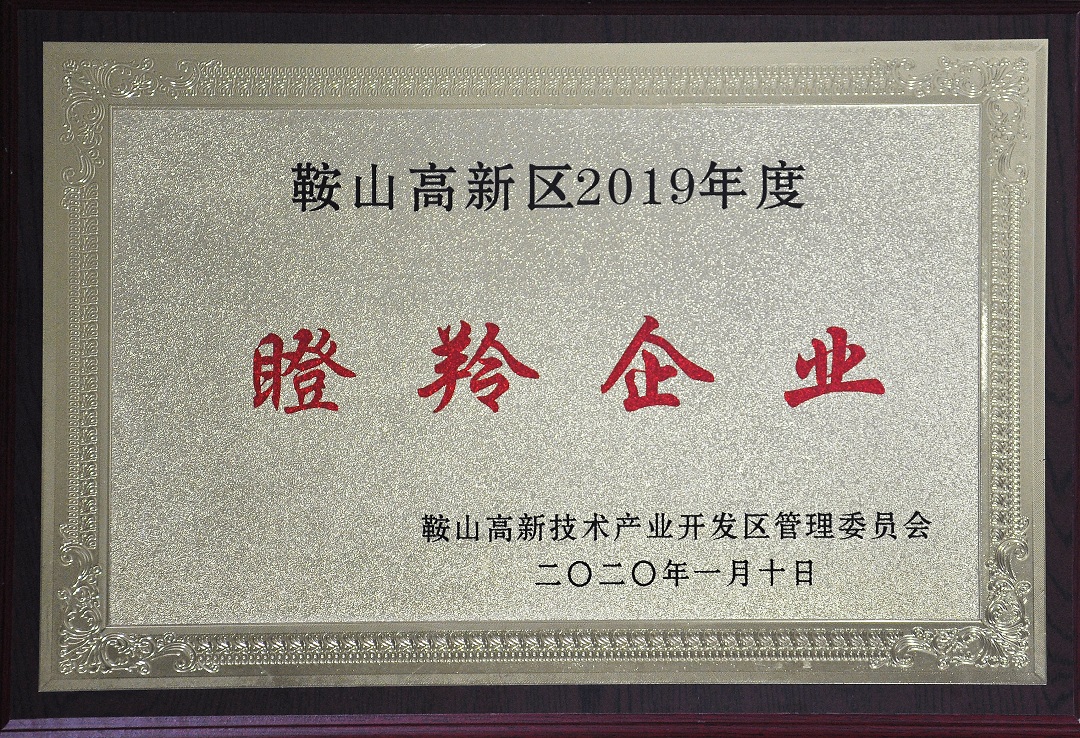 鞍山高新区2019年度
瞪羚企业
鞍山高新技术产业开发区管理委员会
二〇二〇年一月十日